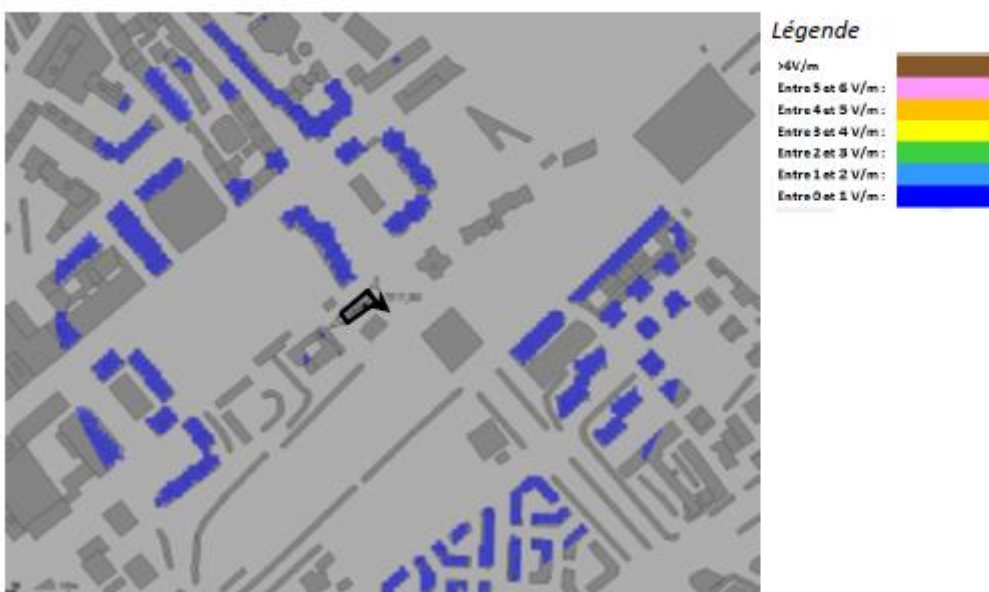 Légende
>6V/m
Entre 5 et 6 V/m :
Entre 4 et 5 V/m :
Entre 3 et 4 V/m :
Entre 2 et 3 V/m :
Entre 1 et 2 V/m :
Entre 0 et 1 V/m :